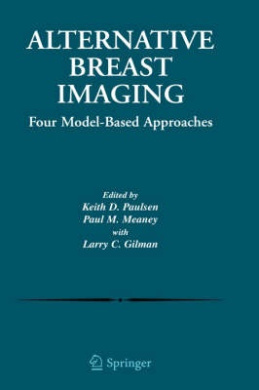 ALTERNATIVE
BREAST
IMAGING
Four Model-Based Approaches
Edited by
Keith D. Paulsen
Paul M. Meaney
with
Larry C. Gilman
Springer